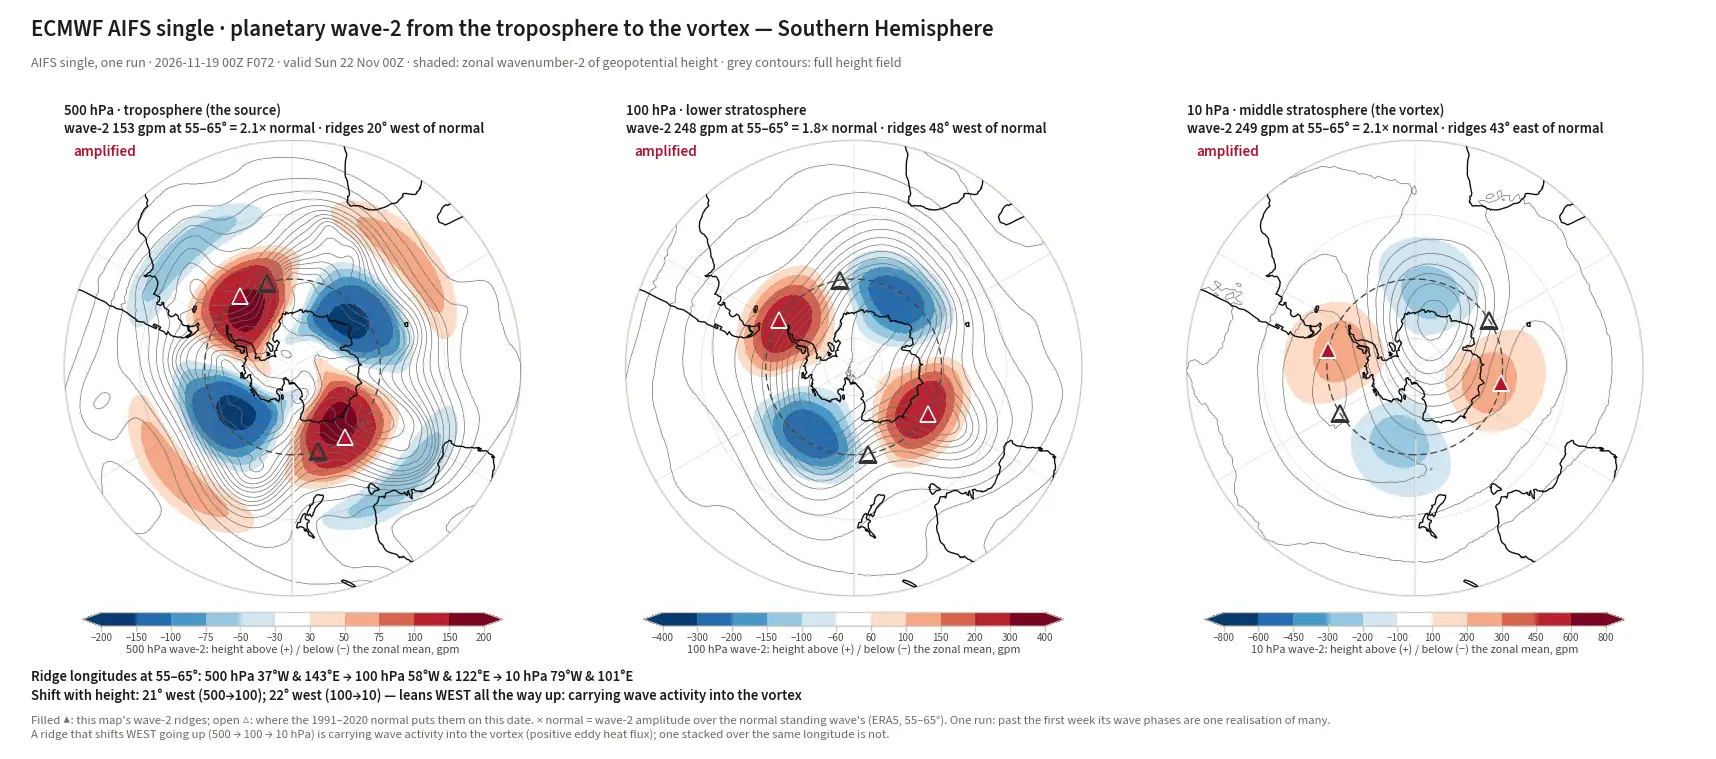 ECMWF AIFS single · planetary wave-2 from the troposphere to the vortex — Southern Hemisphere
AIFS single, one run · 2026-11-19 00Z F072 · valid Sun 22 Nov 00Z · shaded: zonal wavenumber-2 of geopotential height · grey contours: full height field
500 hPa · troposphere (the source)
wave-2 153 gpm at 55–65° = 2.1× normal · ridges 20° west of normal
amplified
100 hPa · lower stratosphere
wave-2 248 gpm at 55–65° = 1.8× normal · ridges 48° west of normal
amplified
10 hPa · middle stratosphere (the vortex)
wave-2 249 gpm at 55–65° = 2.1× normal · ridges 43° east of normal
amplified
−200 −150 −100 −75 −50 −30 30 50 75 100 150 200
500 hPa wave-2: height above (+) / below (−) the zonal mean, gpm
−400 −300 −200 −150 −100 −60 60 100 150 200 300 400
100 hPa wave-2: height above (+) / below (−) the zonal mean, gpm
−800 −600 −450 −300 −200 −100 100 200 300 450 600 800
10 hPa wave-2: height above (+) / below (−) the zonal mean, gpm
Ridge longitudes at 55–65°: 500 hPa 37°W & 143°E → 100 hPa 58°W & 122°E → 10 hPa 79°W & 101°E
Shift with height: 21° west (500→100); 22° west (100→10) — leans WEST all the way up: carrying wave activity into the vortex
Filled ▲: this map's wave-2 ridges; open △: where the 1991–2020 normal puts them on this date. × normal = wave-2 amplitude over the normal standing wave's (ERA5, 55–65°). One run: past the first week its wave phases are one realisation of many.
A ridge that shifts WEST going up (500 → 100 → 10 hPa) is carrying wave activity into the vortex (positive eddy heat flux); one stacked over the same longitude is not.